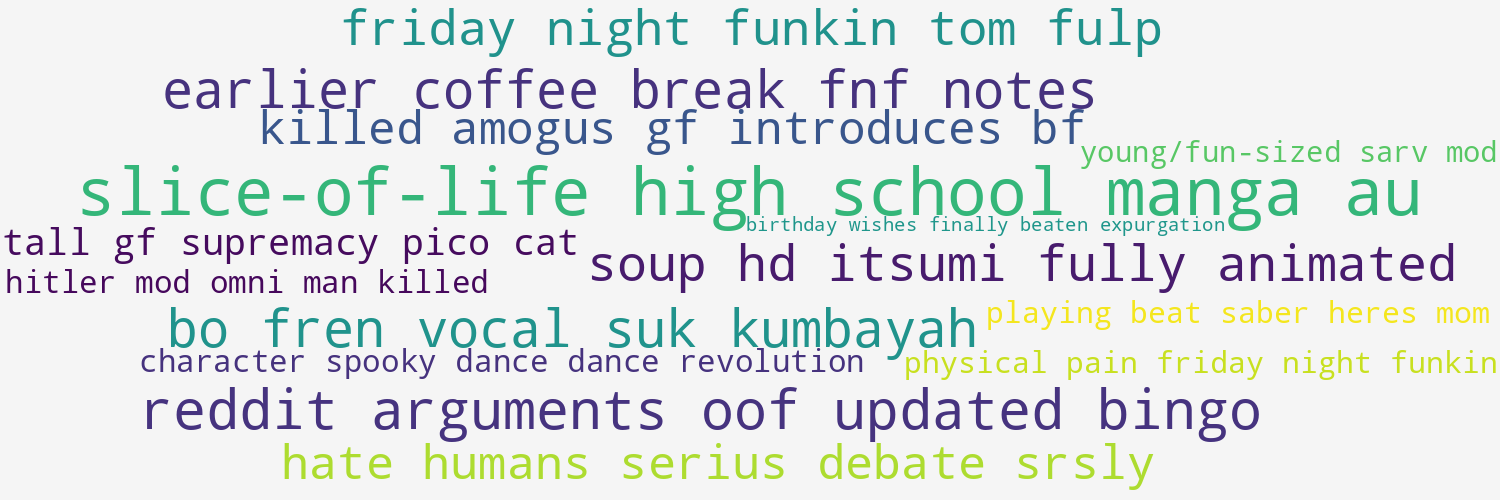 friday night funkin tom fulp
earlier coffee break fnf notes
killed amogus gf introduces bf
young/fun-sized sarv mod
slice-of-life high school manga au
birthday wishes finally beaten expurgation
tall gf supremacy pico cat
soup hd itsumi fully animated
hitler mod omni man killed
playing beat saber heres mom
bo fren vocal suk kumbayah
character spooky dance dance revolution
physical pain friday night funkin
reddit arguments oof updated bingo
hate humans serius debate srsly